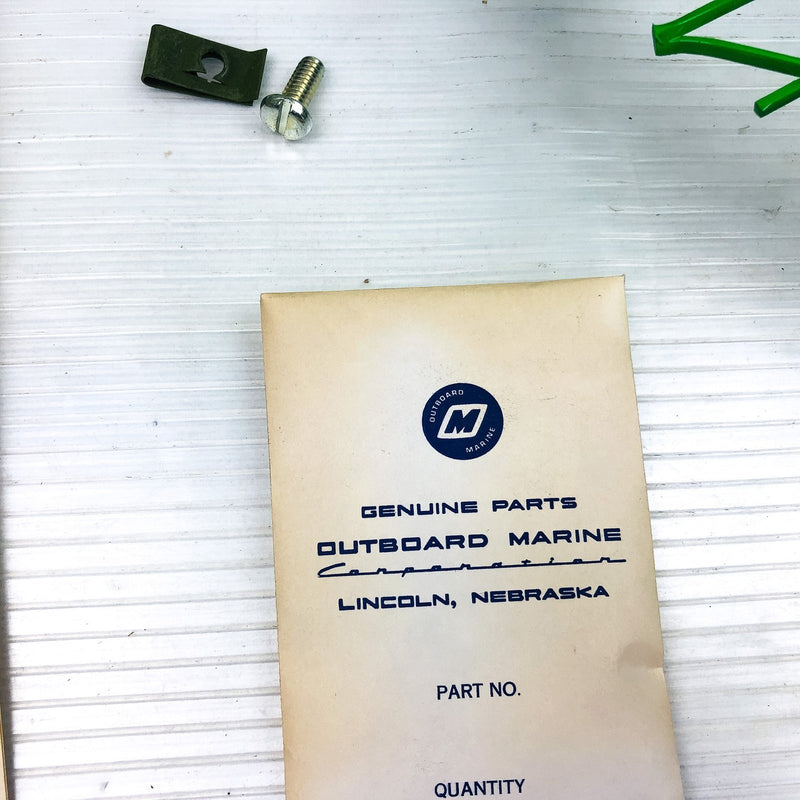 OUTBOARD
M
MARINE
GENUINE PARTS
OUTBOARD MARINE
Corporation
LINCOLN, NEBRASKA
PART NO.
QUANTITY